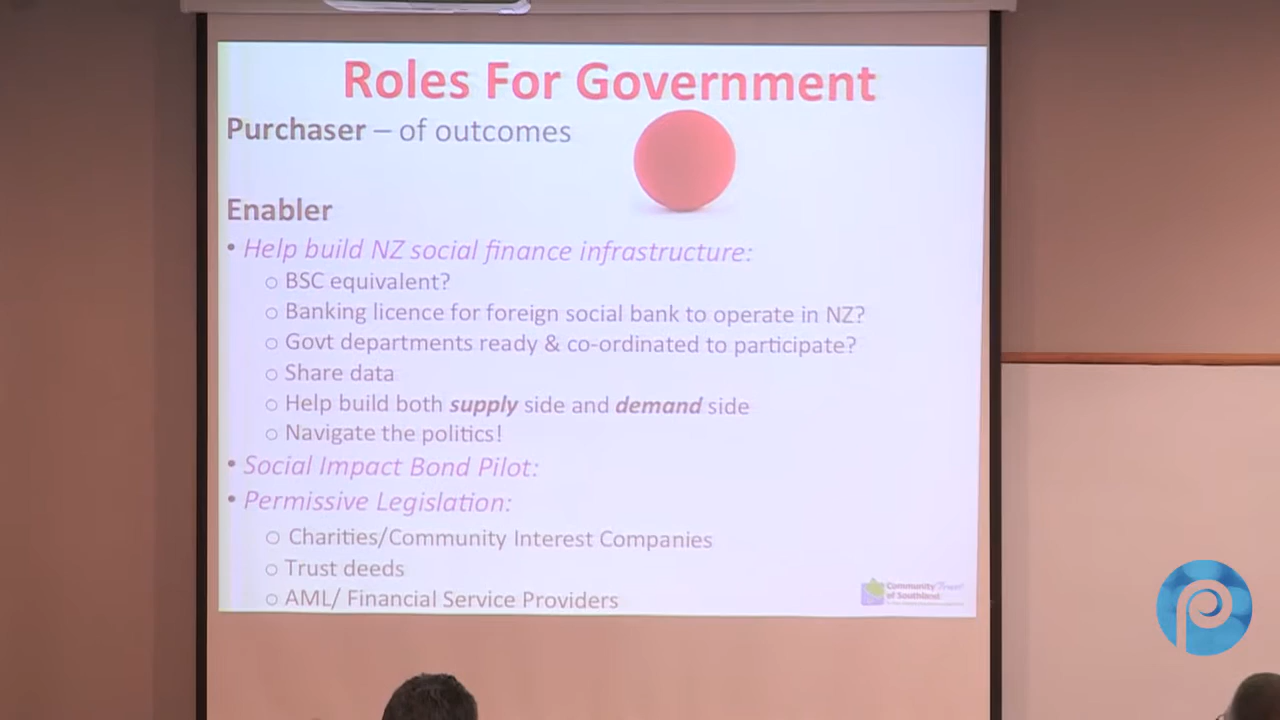 Roles For Government
Purchaser – of outcomes
Enabler
• Help build NZ social finance infrastructure:
○ BSC equivalent?
○ Banking licence for foreign social bank to operate in NZ?
○ Govt departments ready & co-ordinated to participate?
○ Share data
○ Help build both supply side and demand side
○ Navigate the politics!
• Social Impact Bond Pilot:
• Permissive Legislation:
○ Charities/Community Interest Companies
○ Trust deeds
○ AML/ Financial Service Providers
Community Trust
of Southland